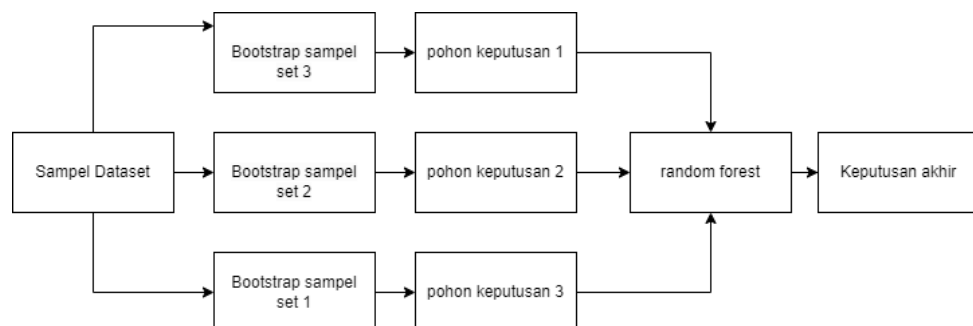 Bootstrap sampel
set 3
pohon keputusan 1
Sampel Dataset
Bootstrap sampel
set 2
pohon keputusan 2
random forest
Keputusan akhir
Bootstrap sampel
set 1
pohon keputusan 3